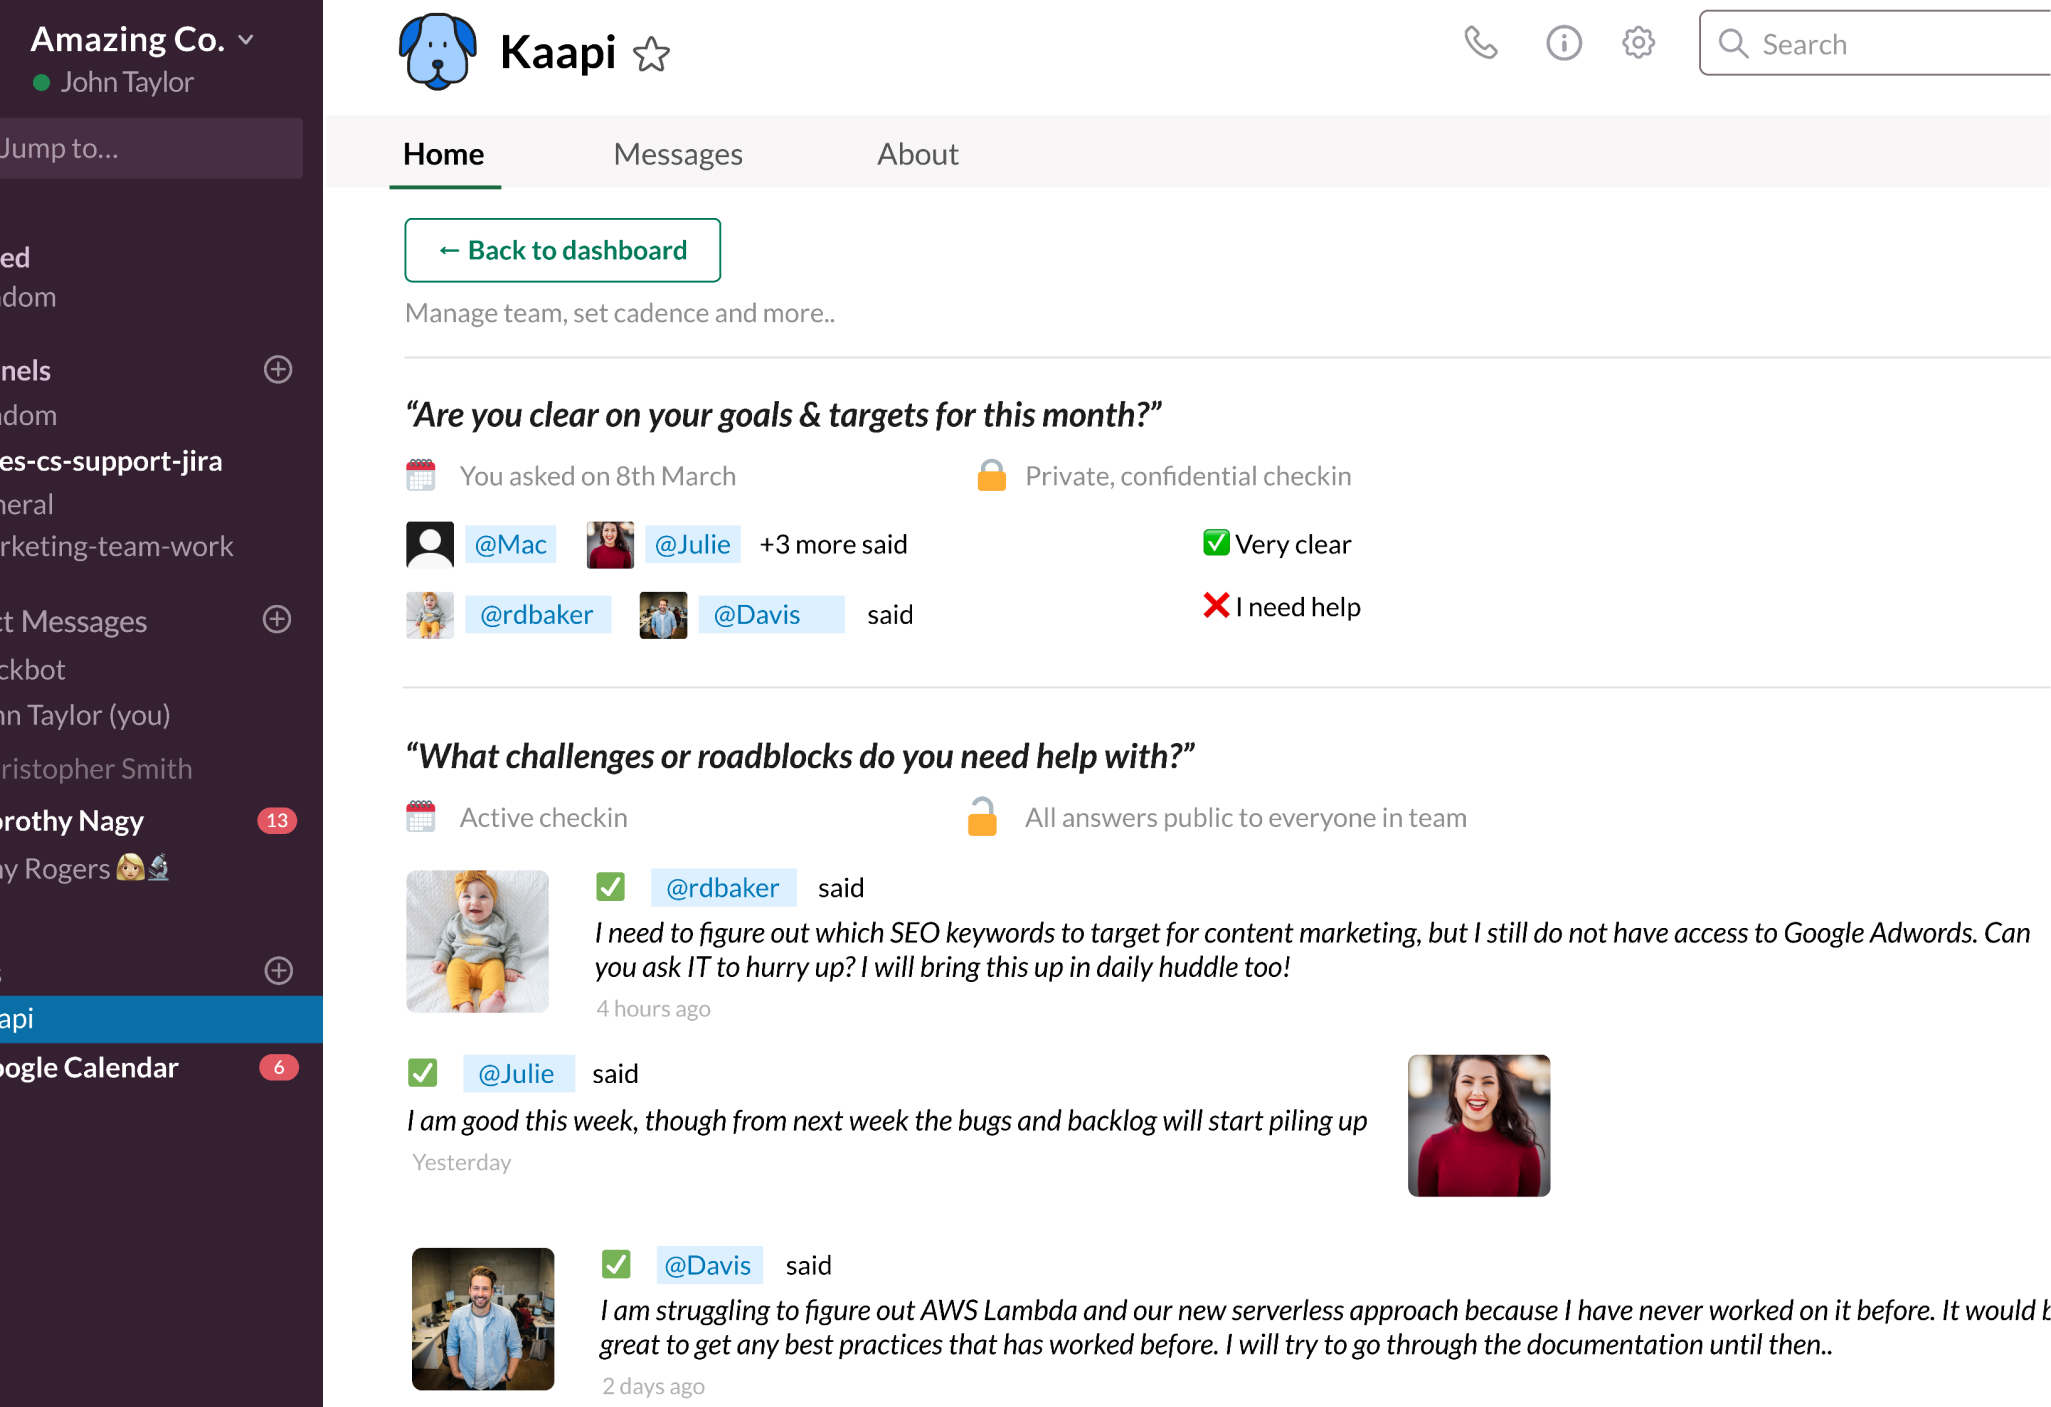 Amazing Co.
John Taylor
Jump to...
ed
dom
nels
dom
es-cs-support-jira
eral
rketing-team-work
ct Messages
ckbot
nn Taylor (you)
ristopher Smith
orothy Nagy
13
y Rogers
api
oogle Calendar
6
Kaapi
Search
Home
Messages
About
← Back to dashboard
Manage team, set cadence and more..
“Are you clear on your goals & targets for this month?”
You asked on 8th March
Private, confidential checkin
@Mac @Julie +3 more said
Very clear
@rdbaker @Davis said
I need help
“What challenges or roadblocks do you need help with?”
Active checkin
All answers public to everyone in team
@rdbaker said
I need to figure out which SEO keywords to target for content marketing, but I still do not have access to Google Adwords. Can
you ask IT to hurry up? I will bring this up in daily huddle too!
4 hours ago
@Julie said
I am good this week, though from next week the bugs and backlog will start piling up
Yesterday
@Davis said
I am struggling to figure out AWS Lambda and our new serverless approach because I have never worked on it before. It would b
great to get any best practices that has worked before. I will try to go through the documentation until then..
2 days ago